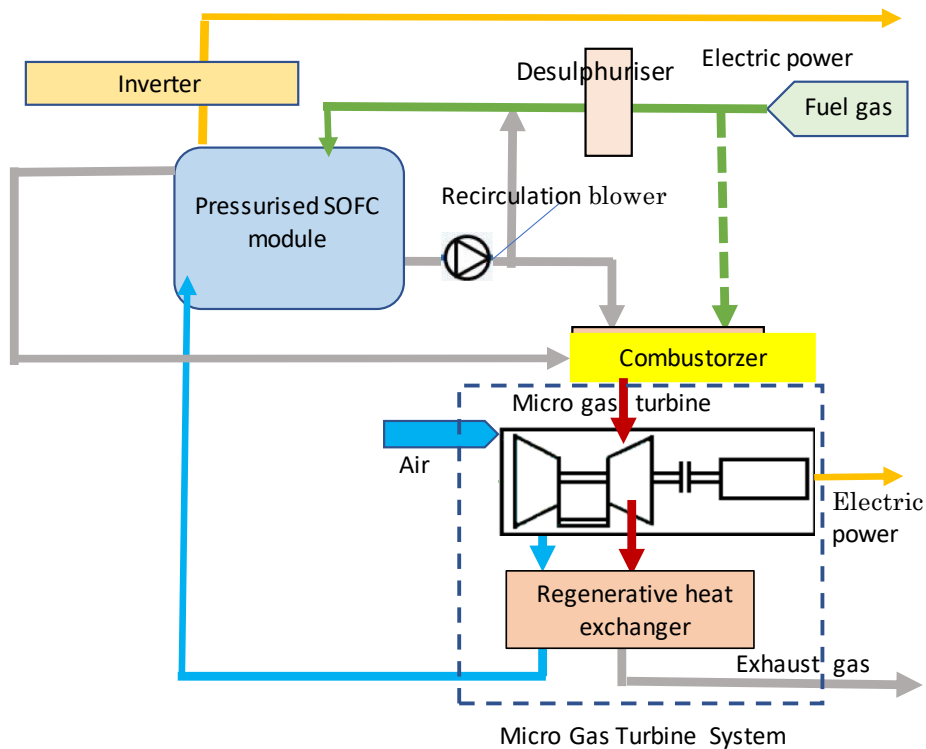 Electric power
Desulphuriser
Inverter
Fuel gas
Recirculation blower
Pressurised SOFC
module
Combustorzer
Micro gas turbine
Air
Electric
power
Regenerative heat
exchanger
Exhaust gas
Micro Gas Turbine System